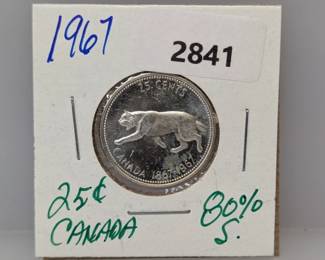 1967
2841
25 CENTS
CANADA 1867-1967
25¢
CANADA
80%
S.